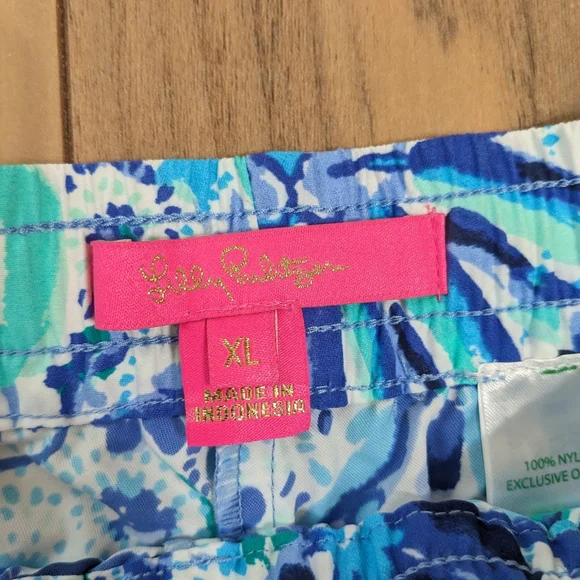 Lilly Pulitzer
XL
MADE IN
INDONESIA
100% NYL
EXCLUSIVE O